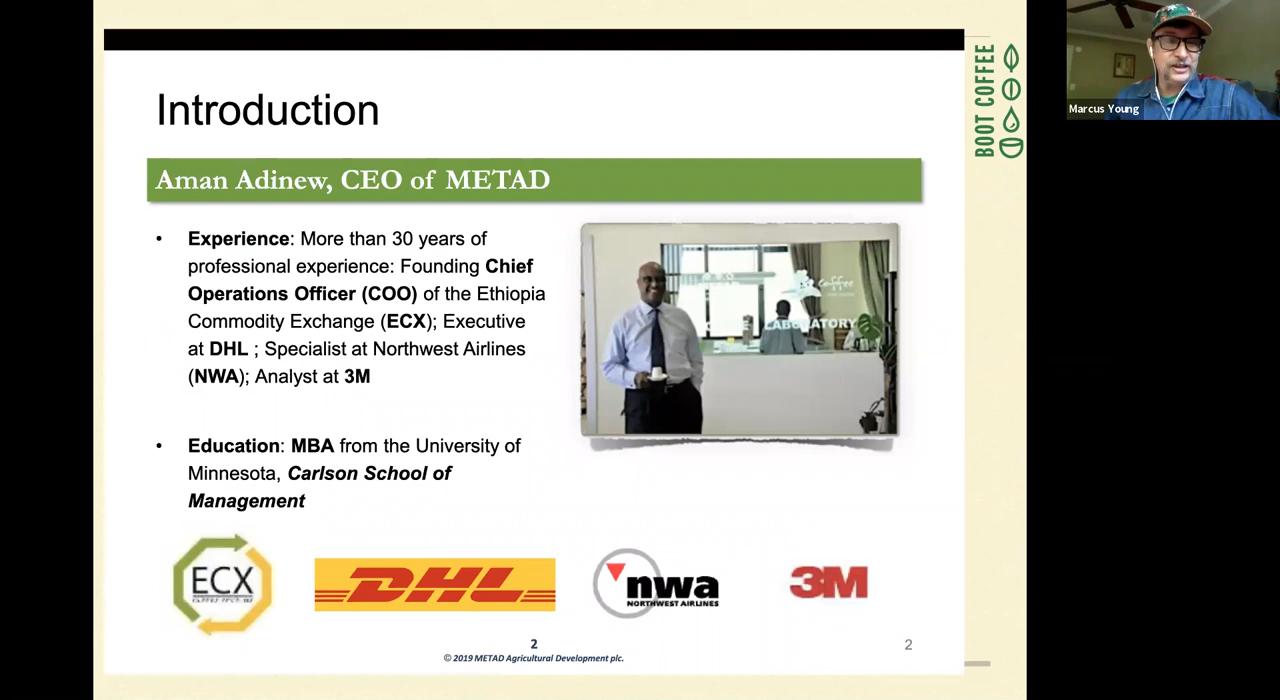 Introduction
Aman Adinew, CEO of METAD
• Experience: More than 30 years of
professional experience: Founding Chief
Operations Officer (COO) of the Ethiopia
Commodity Exchange (ECX); Executive
at DHL ; Specialist at Northwest Airlines
(NWA); Analyst at 3M
• Education: MBA from the University of
Minnesota, Carlson School of
Management
coffee
LABORATORY
ECX
DHL
nwa
NORTHWEST AIRLINES
3M
2
2
© 2019 METAD Agricultural Development plc.
BOOT COFFEE
Marcus Young